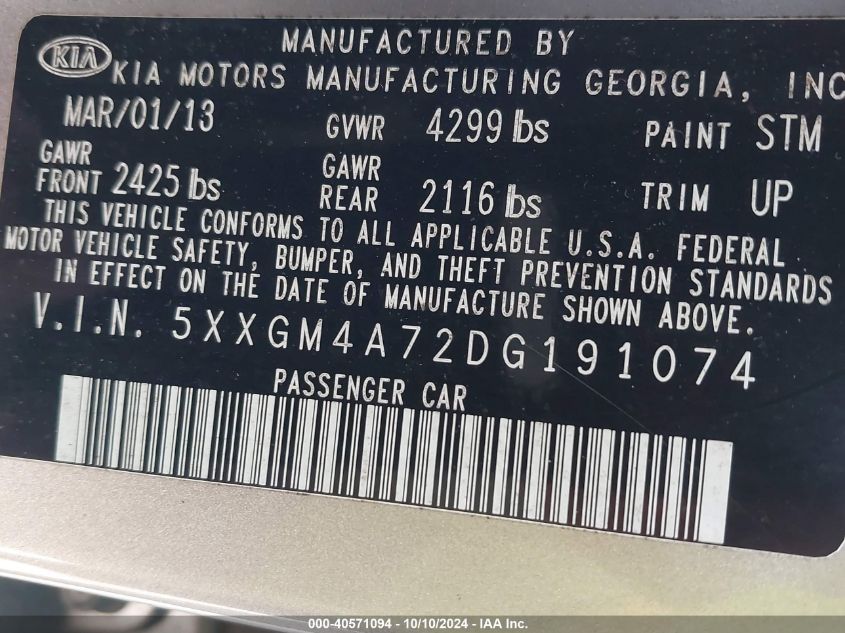 MANUFACTURED BY
KIA KIA MOTORS MANUFACTURING GEORGIA, INC
MAR/01/13 GVWR 4299 lbs PAINT STM
GAWR FRONT 2425 lbs GAWR REAR 2116 lbs TRIM UP
THIS VEHICLE CONFORMS TO ALL APPLICABLE U.S.A. FEDERAL
MOTOR VEHICLE SAFETY, BUMPER, AND THEFT PREVENTION STANDARDS
IN EFFECT ON THE DATE OF MANUFACTURE SHOWN ABOVE.
V.I.N. 5XXGM4A72DG191074
PASSENGER CAR
000-40571094 - 10/10/2024 - IAA Inc.